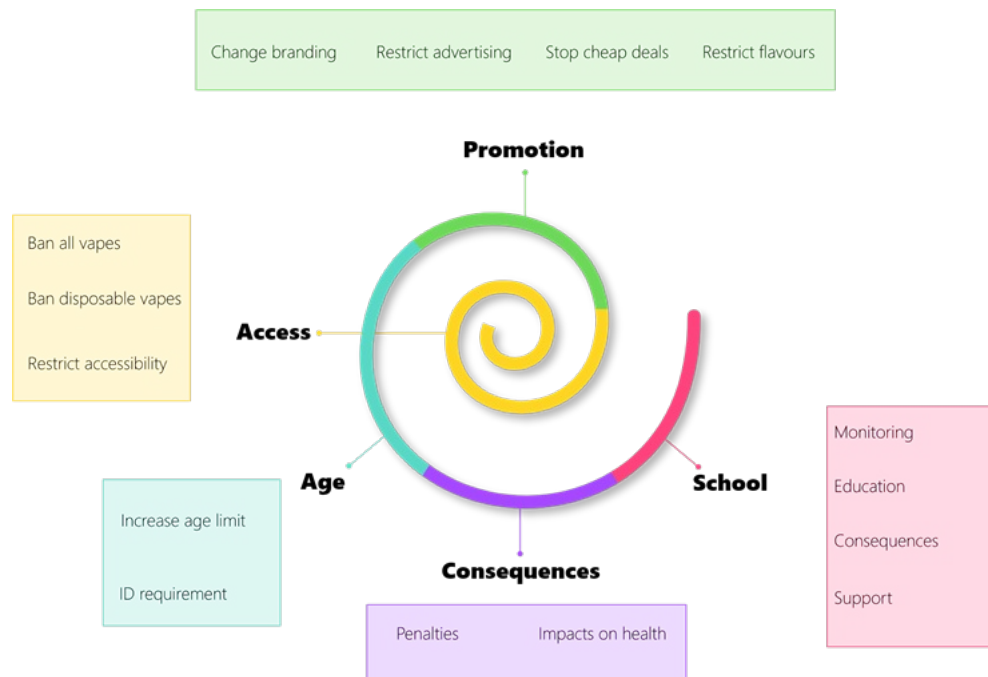 Change branding
Restrict advertising
Stop cheap deals
Restrict flavours
Promotion
Ban all vapes
Ban disposable vapes
Restrict accessibility
Access
Age
Increase age limit
ID requirement
Consequences
Penalties
Impacts on health
School
Monitoring
Education
Consequences
Support